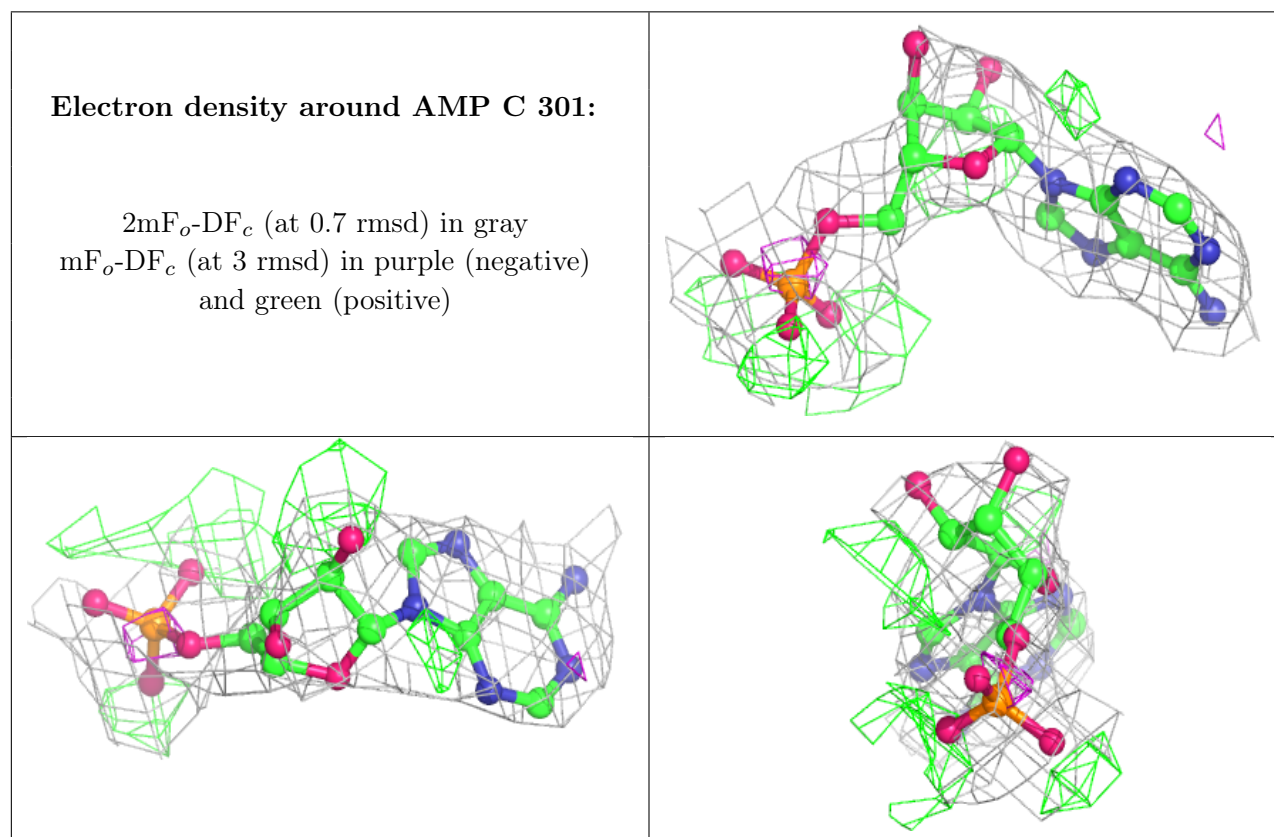 Electron density around AMP C 301:
2mFo-DFc (at 0.7 rmsd) in gray
mFo-DFc (at 3 rmsd) in purple (negative)
and green (positive)